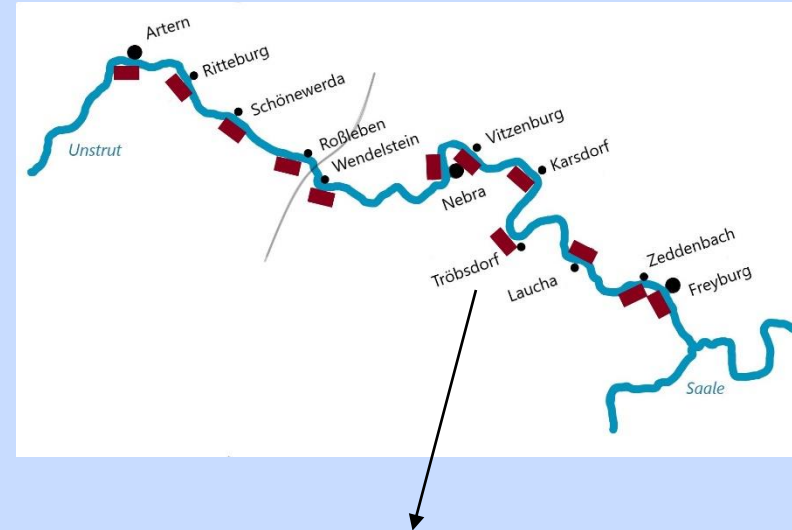 Artern
Ritteburg
Schönewerda
Unstrut
Roßleben
Wendelstein
Vitzenburg
Karsdorf
Nebra
Tröbsdorf
Laucha
Zeddenbach
Freyburg
Saale